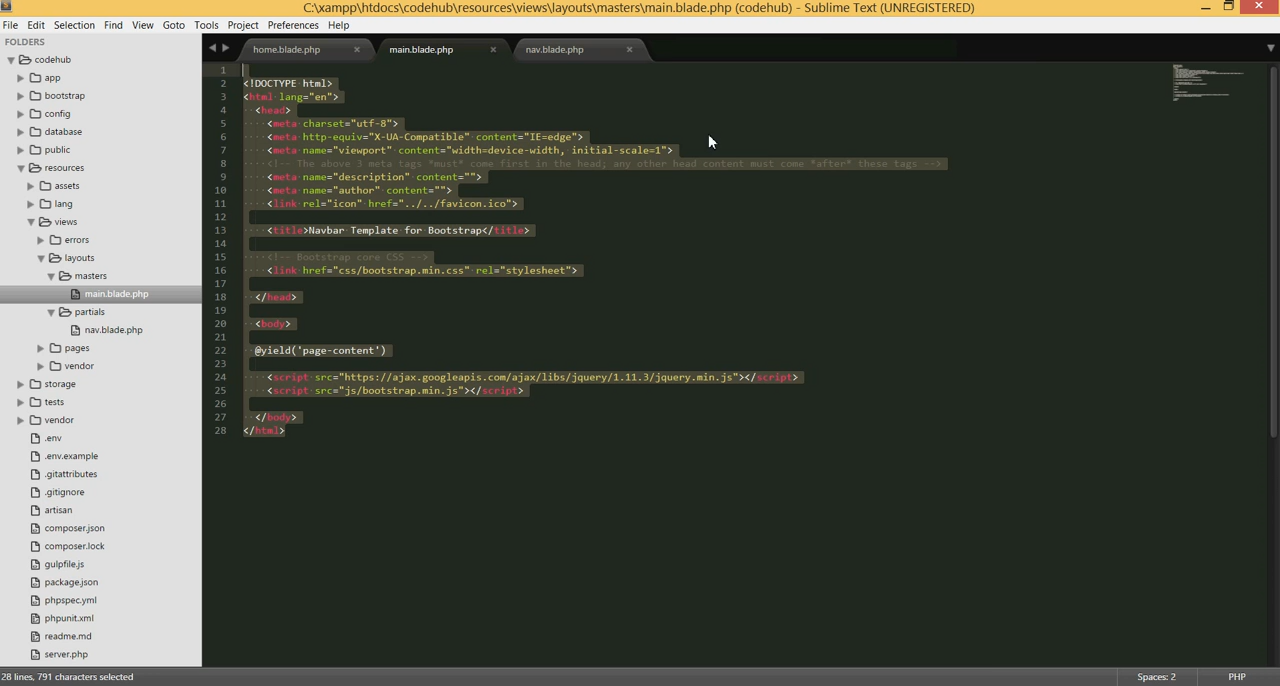 C:\xampp\htdocs\codehub\resources\views\layouts\masters\main.blade.php (codehub) - Sublime Text (UNREGISTERED)
File Edit Selection Find View Goto Tools Project Preferences Help
FOLDERS
codehub
app
bootstrap
config
database
public
resources
assets
lang
views
errors
layouts
masters
main.blade.php
partials
nav.blade.php
pages
vendor
storage
tests
vendor
.env
.env.example
.gitattributes
.gitignore
artisan
composer.json
composer.lock
gulpfile.js
package.json
phpspec.yml
phpunit.xml
readme.md
server.php
home.blade.php main.blade.php nav.blade.php
1
2 <!DOCTYPE html>
3 <html lang="en">
4 <head>
5 <meta charset="utf-8">
6 <meta http-equiv="X-UA-Compatible" content="IE=edge">
7 <meta name="viewport" content="width=device-width, initial-scale=1">
8 <!-- The above 3 meta tags *must* come first in the head; any other head content must come *after* these tags -->
9 <meta name="description" content="">
10 <meta name="author" content="">
11 <link rel="icon" href="../../favicon.ico">
12
13 <title>Navbar Template for Bootstrap</title>
14
15 <!-- Bootstrap core CSS -->
16 <link href="css/bootstrap.min.css" rel="stylesheet">
17
18 </head>
19
20 <body>
21
22 @yield('page-content')
23
24 <script src="https://ajax.googleapis.com/ajax/libs/jquery/1.11.3/jquery.min.js"></script>
25 <script src="js/bootstrap.min.js"></script>
26
27 </body>
28 </html>
28 lines, 791 characters selected Spaces: 2 PHP